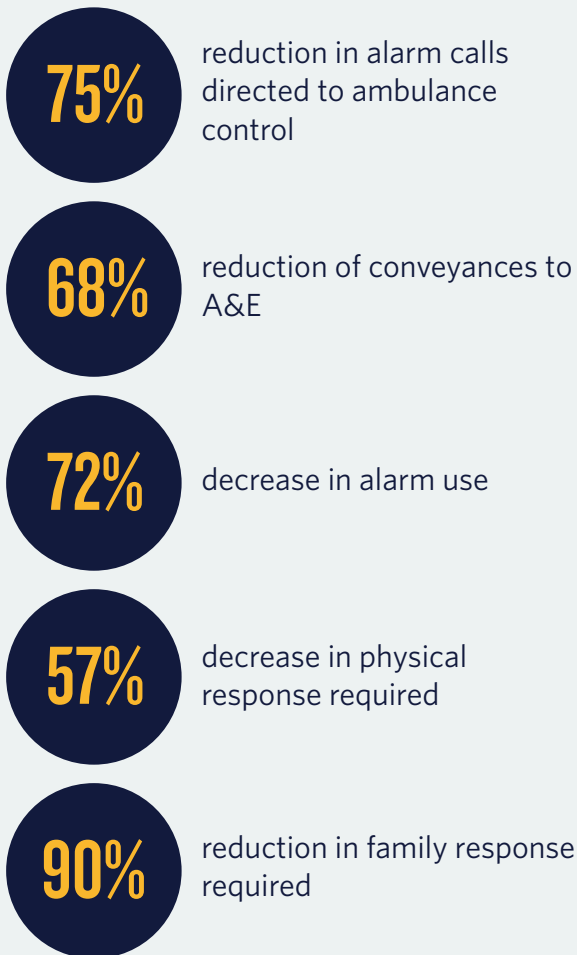 75%
reduction in alarm calls
directed to ambulance
control
68%
reduction of conveyances to
A&E
72%
decrease in alarm use
57%
decrease in physical
response required
90%
reduction in family response
required